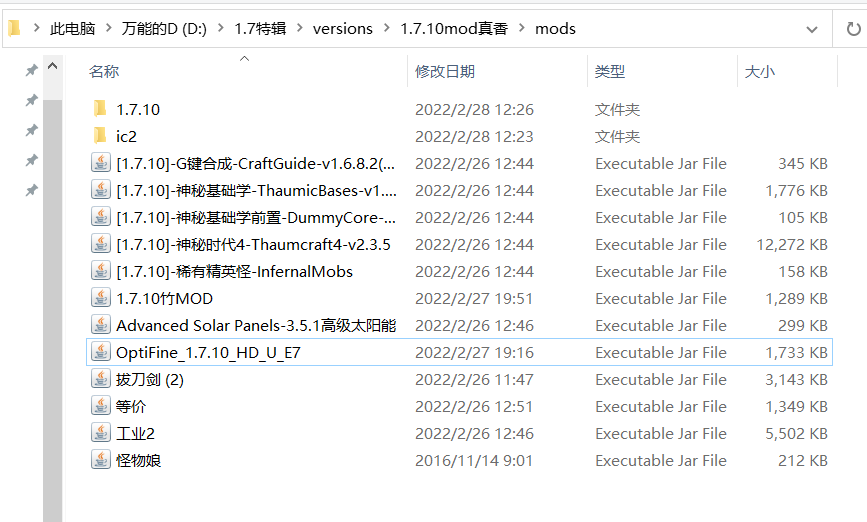 此电脑 > 万能的D (D:) > 1.7特辑 > versions > 1.7.10mod真香 > mods
名称 修改日期 类型 大小
1.7.10 2022/2/28 12:26 文件夹
ic2 2022/2/28 12:23 文件夹
[1.7.10]-G键合成-CraftGuide-v1.6.8.2(... 2022/2/26 12:44 Executable Jar File 345 KB
[1.7.10]-神秘基础学-ThaumicBases-v1.... 2022/2/26 12:44 Executable Jar File 1,776 KB
[1.7.10]-神秘基础学前置-DummyCore-... 2022/2/26 12:44 Executable Jar File 105 KB
[1.7.10]-神秘时代4-Thaumcraft4-v2.3.5 2022/2/26 12:44 Executable Jar File 12,272 KB
[1.7.10]-稀有精英怪-InfernalMobs 2022/2/26 12:44 Executable Jar File 158 KB
1.7.10竹MOD 2022/2/27 19:51 Executable Jar File 1,289 KB
Advanced Solar Panels-3.5.1高级太阳能 2022/2/26 12:46 Executable Jar File 299 KB
OptiFine_1.7.10_HD_U_E7 2022/2/27 19:16 Executable Jar File 1,733 KB
拔刀剑 (2) 2022/2/26 11:47 Executable Jar File 3,143 KB
等价 2022/2/26 12:51 Executable Jar File 1,349 KB
工业2 2022/2/26 12:46 Executable Jar File 5,502 KB
怪物娘 2016/11/14 9:01 Executable Jar File 212 KB